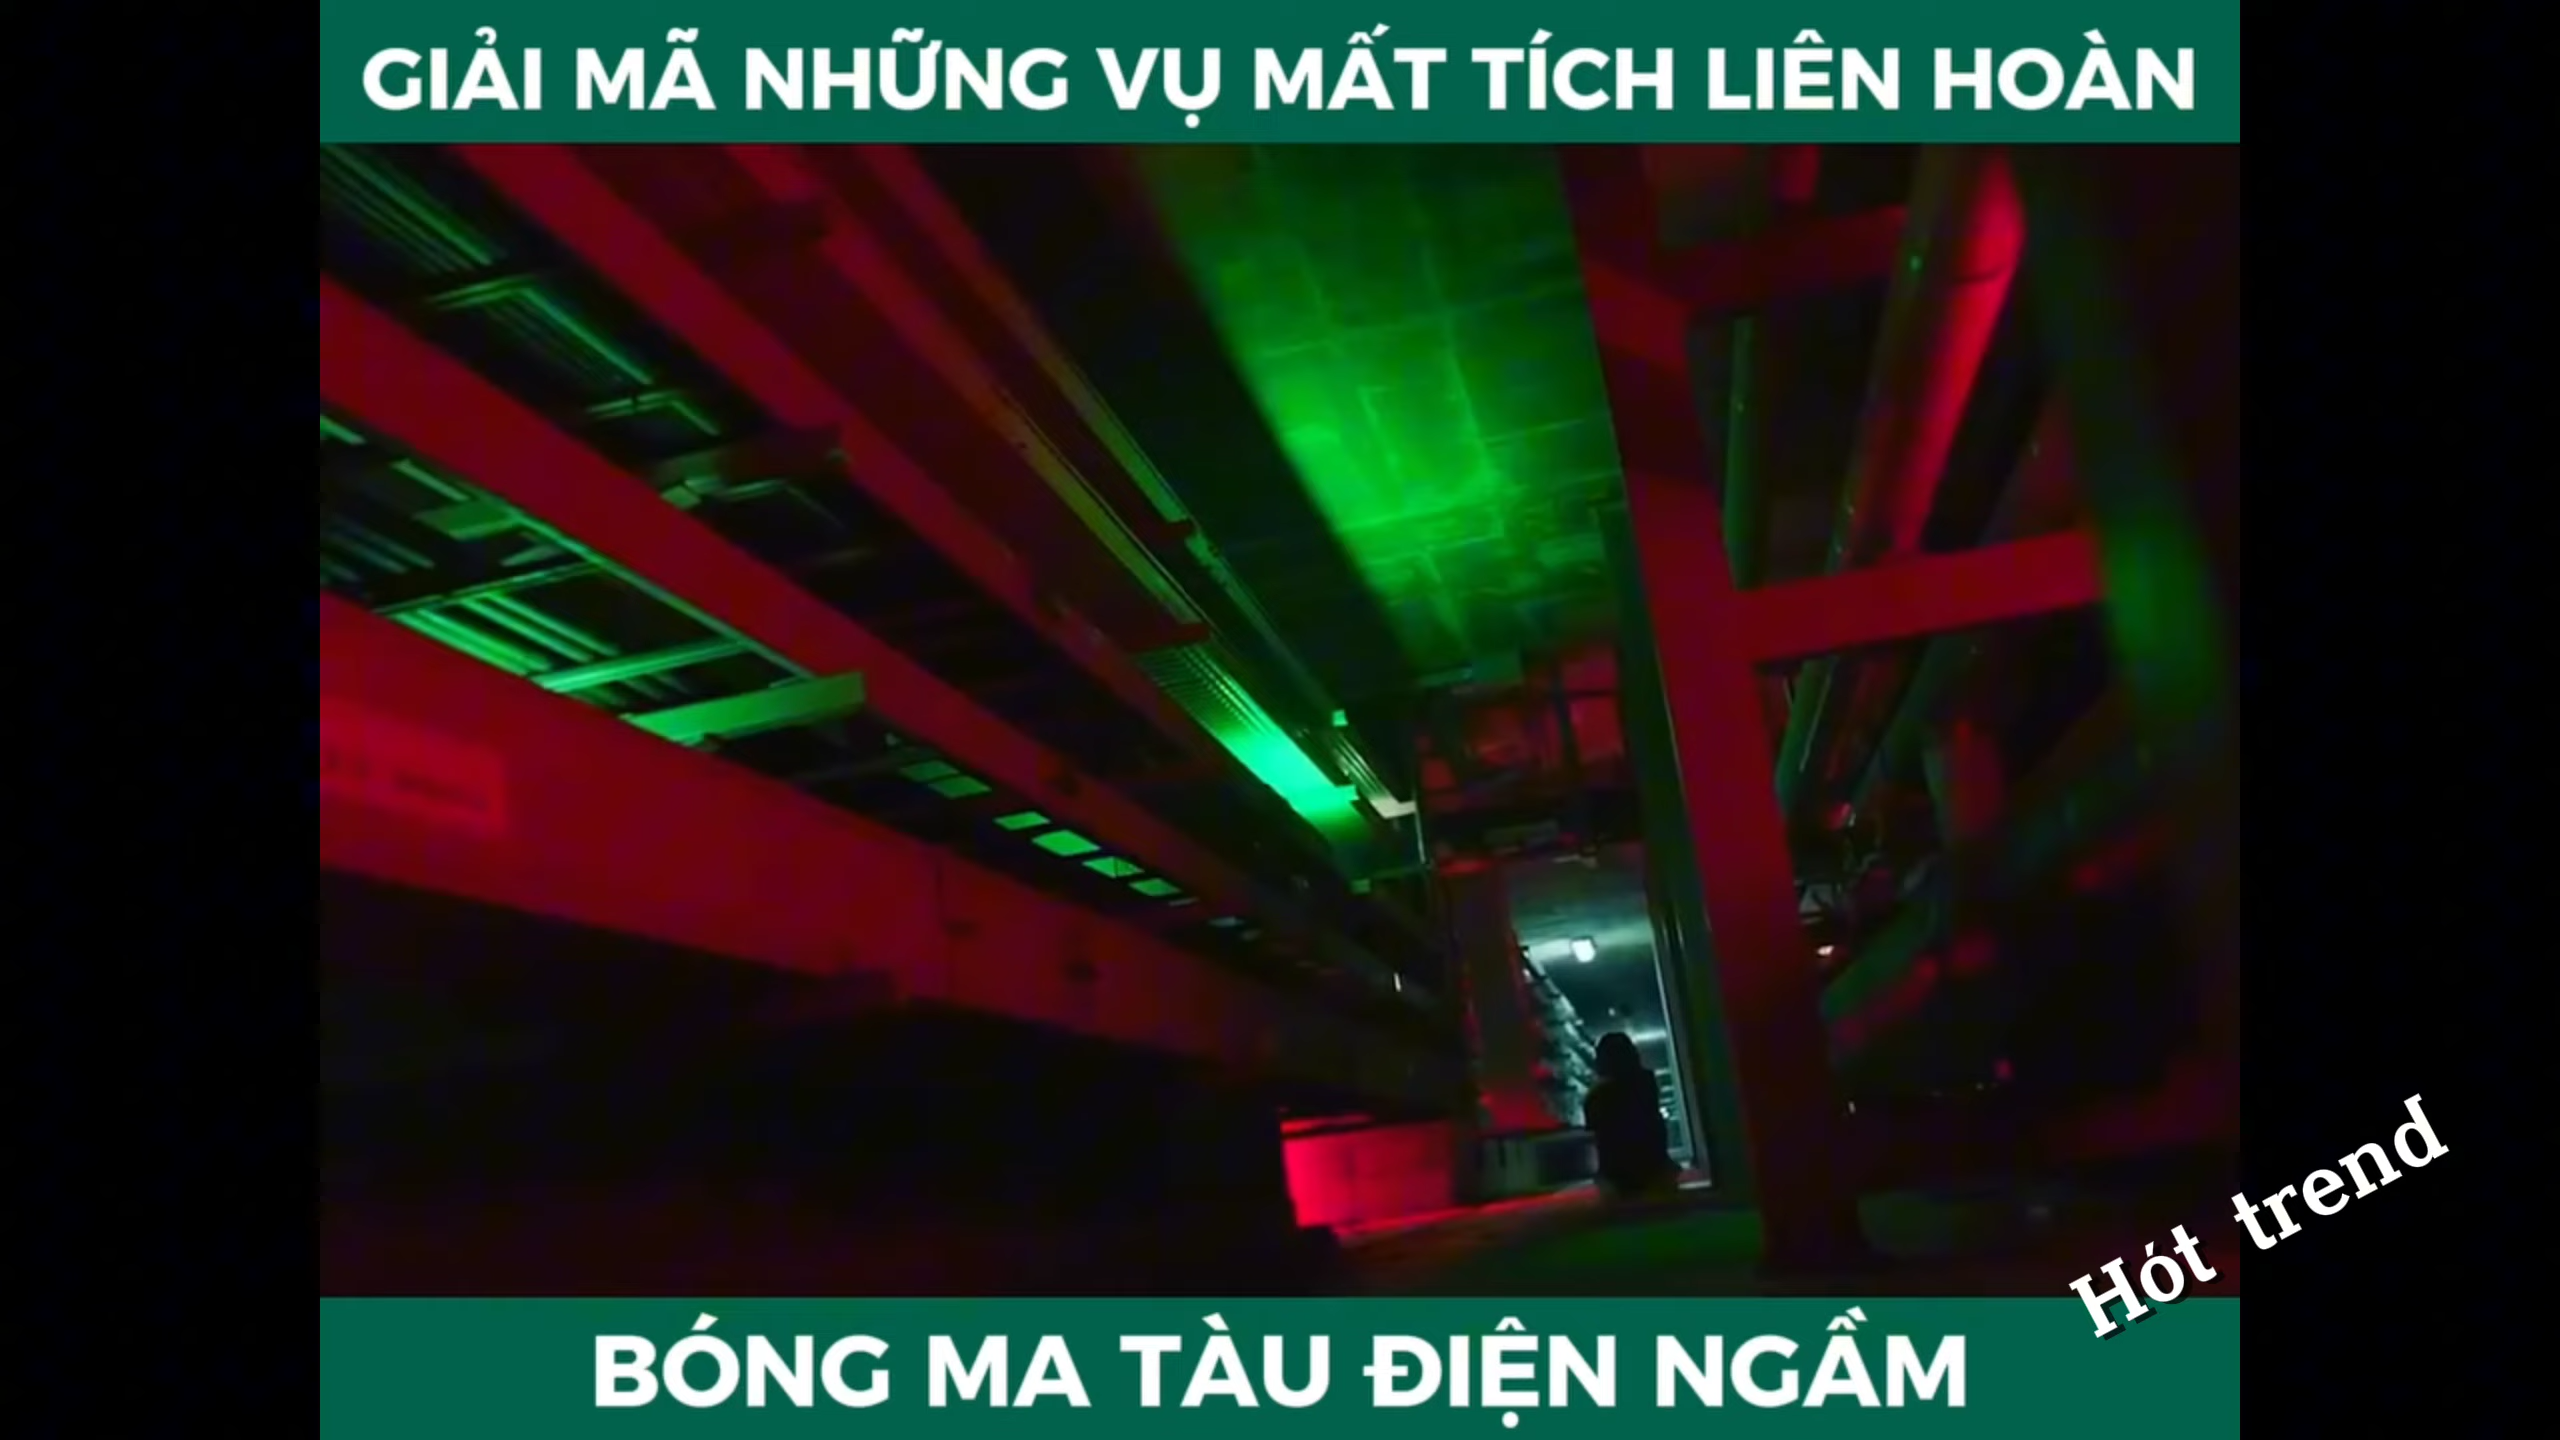 GIẢI MÃ NHỮNG VỤ MẤT TÍCH LIÊN HOÀN
Hót trend
BÓNG MA TÀU ĐIỆN NGẦM